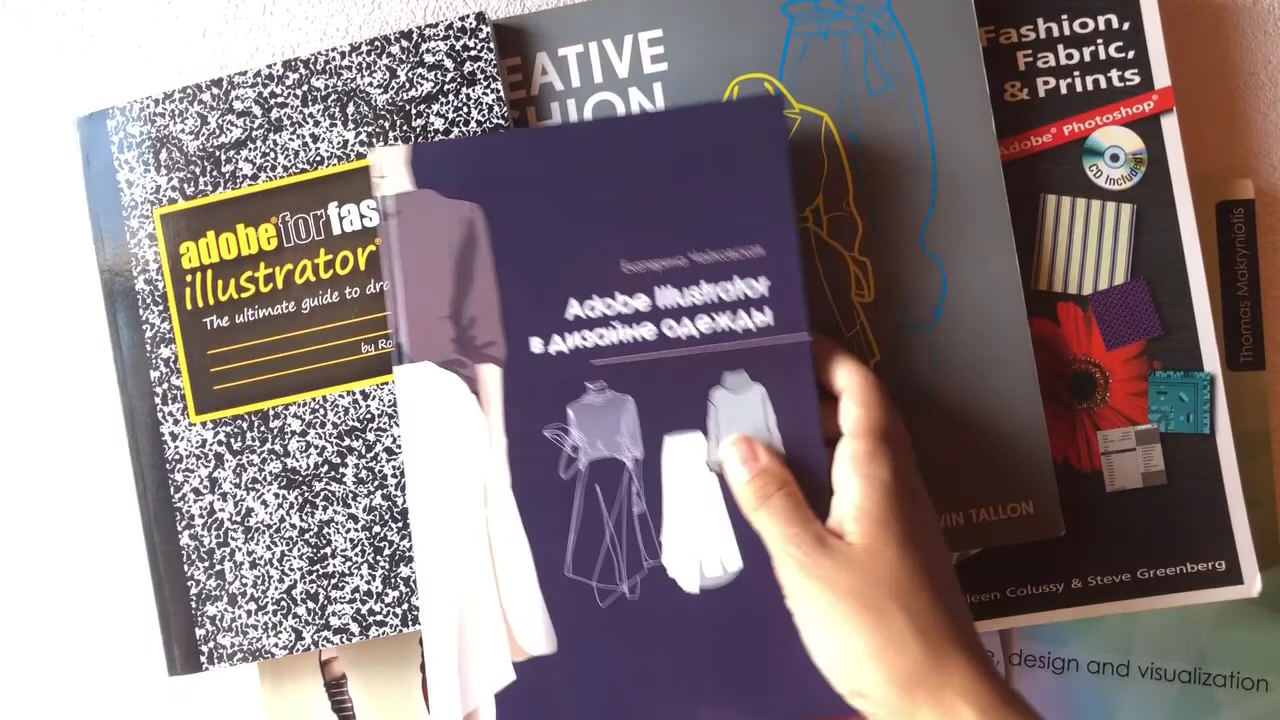 adobe® for fas
illustrator®
The ultimate guide to dra
by Ro
EATIVE
SHION
Adobe Illustrator
в дизайне одежды
VIN TALLON
Fashion,
Fabric,
& Prints
Adobe® Photoshop®
CD Included!
leen Colussy & Steve Greenberg
Thomas Makryniotis
e, design and visualization